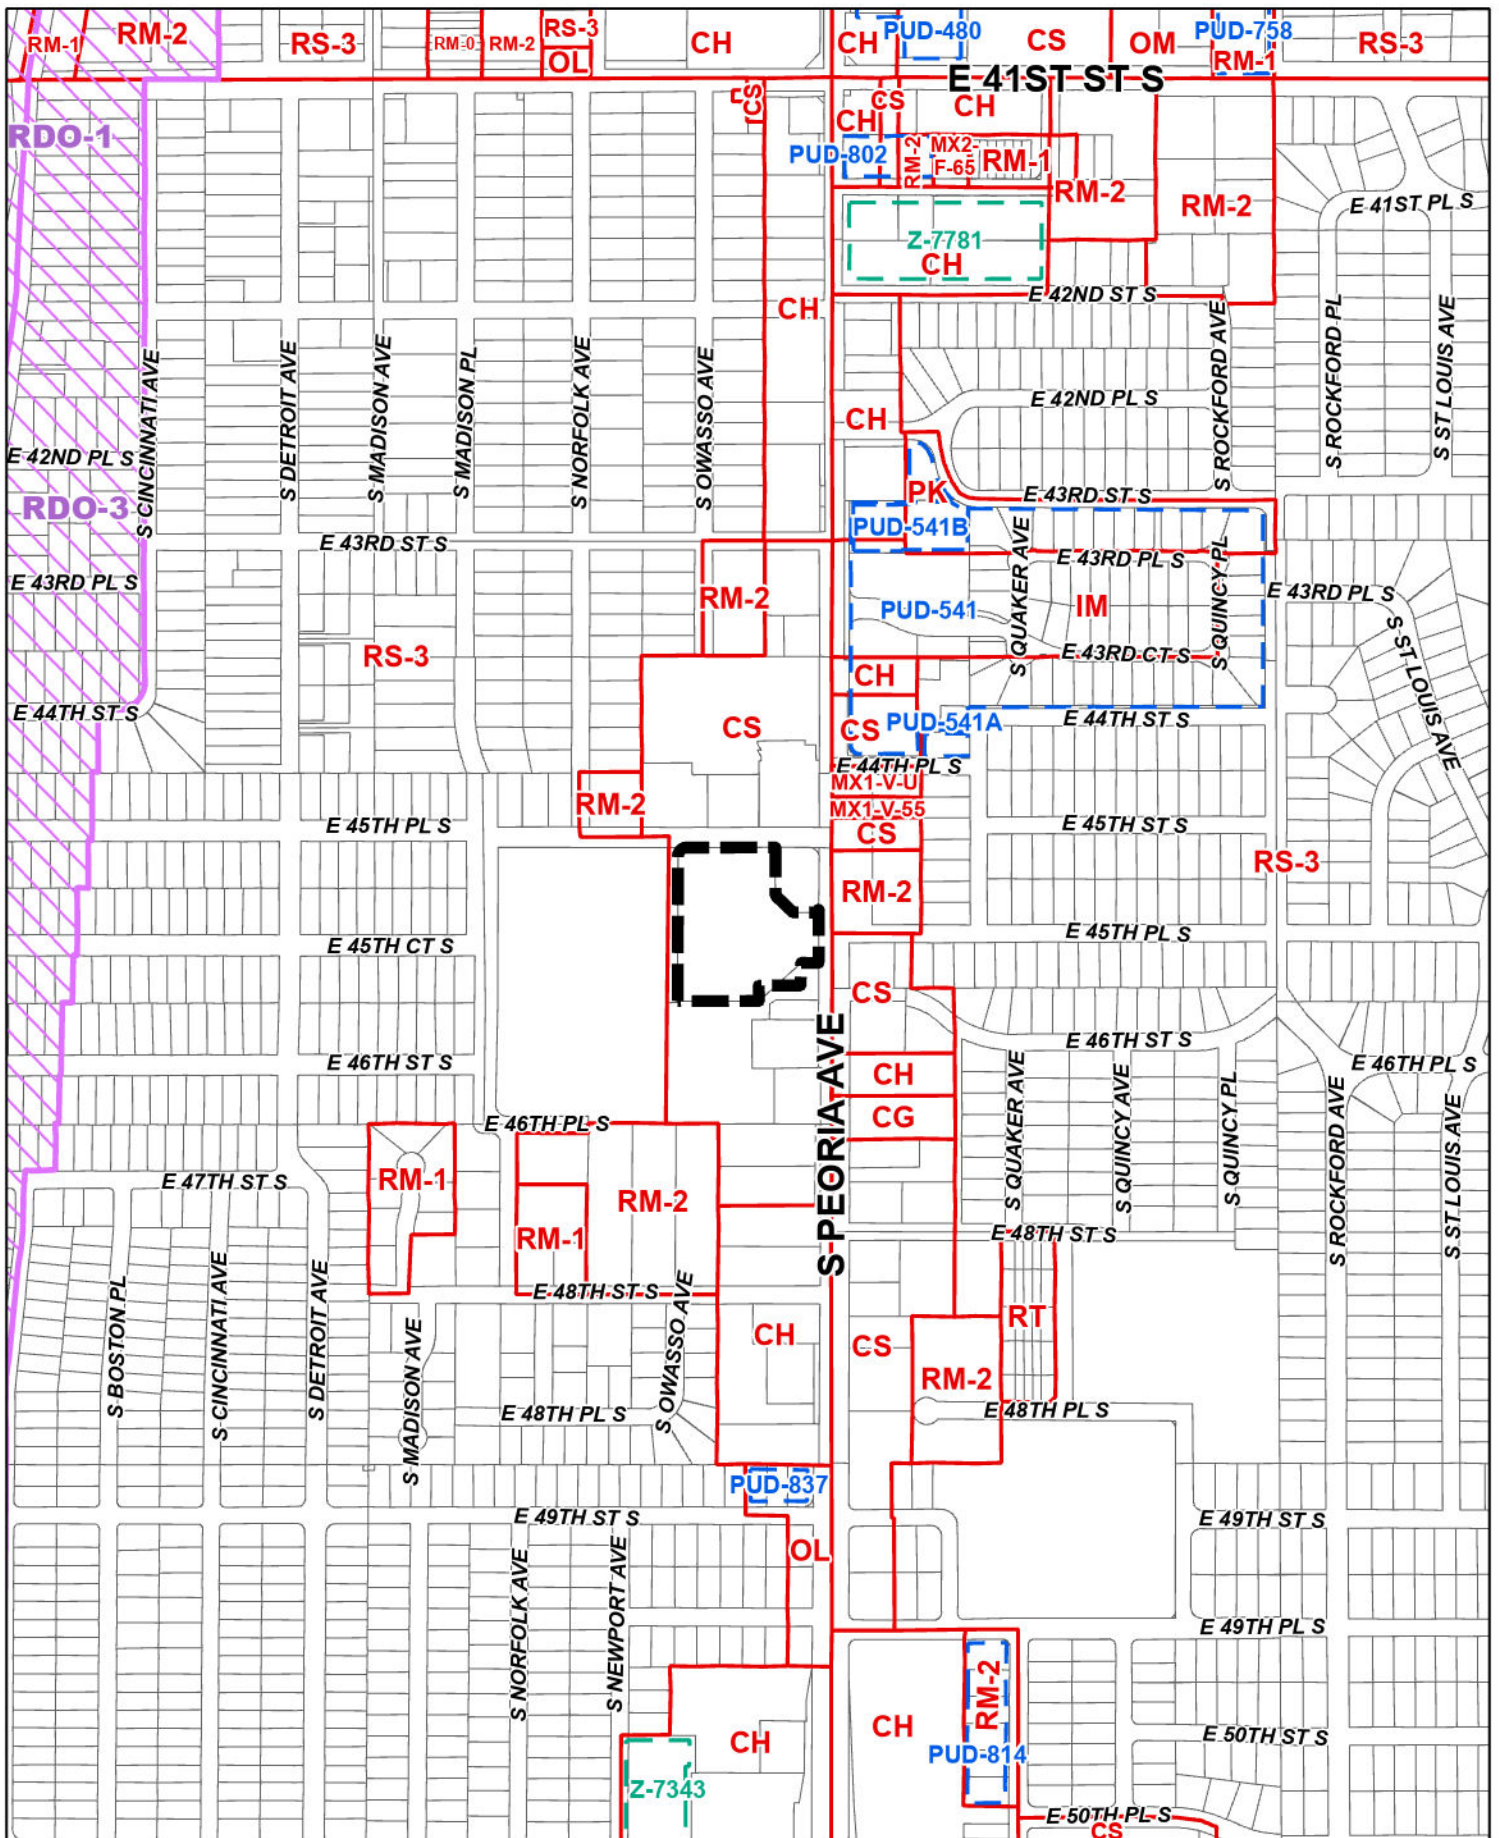 RM-1
RM-2
RS-3
RM-0
RM-2
RS-3
OL
CH
CH
PUD-480
CS
OM
PUD-758
RM-1
RS-3
E 41ST ST S
RDO-1
CS
CH
CS
CH
PUD-802
RM-2
MX2-
F-65
RM-1
RM-2
RM-2
E 41ST PL S
Z-7781
CH
E 42ND ST S
CH
S CINCINNATI AVE
S DETROIT AVE
S MADISON AVE
S MADISON PL
S NORFOLK AVE
S OWASSO AVE
S ROCKFORD AVE
S ROCKFORD PL
S ST LOUIS AVE
E 42ND PL S
CH
E 42ND PL S
RDO-3
PK
E 43RD ST S
PUD-541B
E 43RD ST S
E 43RD PL S
E 43RD PL S
RM-2
PUD-541
S QUAKER AVE
IM
S QUINCY PL
E 43RD PL S
RS-3
E 43RD CT S
S ST LOUIS AVE
CH
E 44TH ST S
CS
CS
PUD-541A
E 44TH ST S
E 44TH PL S
MX1-V-U
RM-2
MX1-V-55
E 45TH PL S
CS
E 45TH ST S
RS-3
RM-2
E 45TH CT S
E 45TH PL S
CS
S PEORIA AVE
E 46TH ST S
E 46TH ST S
E 46TH PL S
CH
S QUAKER AVE
S QUINCY AVE
S QUINCY PL
S ROCKFORD AVE
S ST LOUIS AVE
E 46TH PL S
CG
RM-1
E 47TH ST S
RM-2
RM-1
E 48TH ST S
E 48TH ST S
S BOSTON PL
S CINCINNATI AVE
S DETROIT AVE
S MADISON AVE
S OWASSO AVE
CH
CS
RT
RM-2
E 48TH PL S
E 48TH PL S
PUD-837
E 49TH ST S
E 49TH ST S
OL
S NORFOLK AVE
S NEWPORT AVE
E 49TH PL S
RM-2
CH
CH
E 50TH ST S
PUD-814
Z-7343
E 50TH PL S
CS